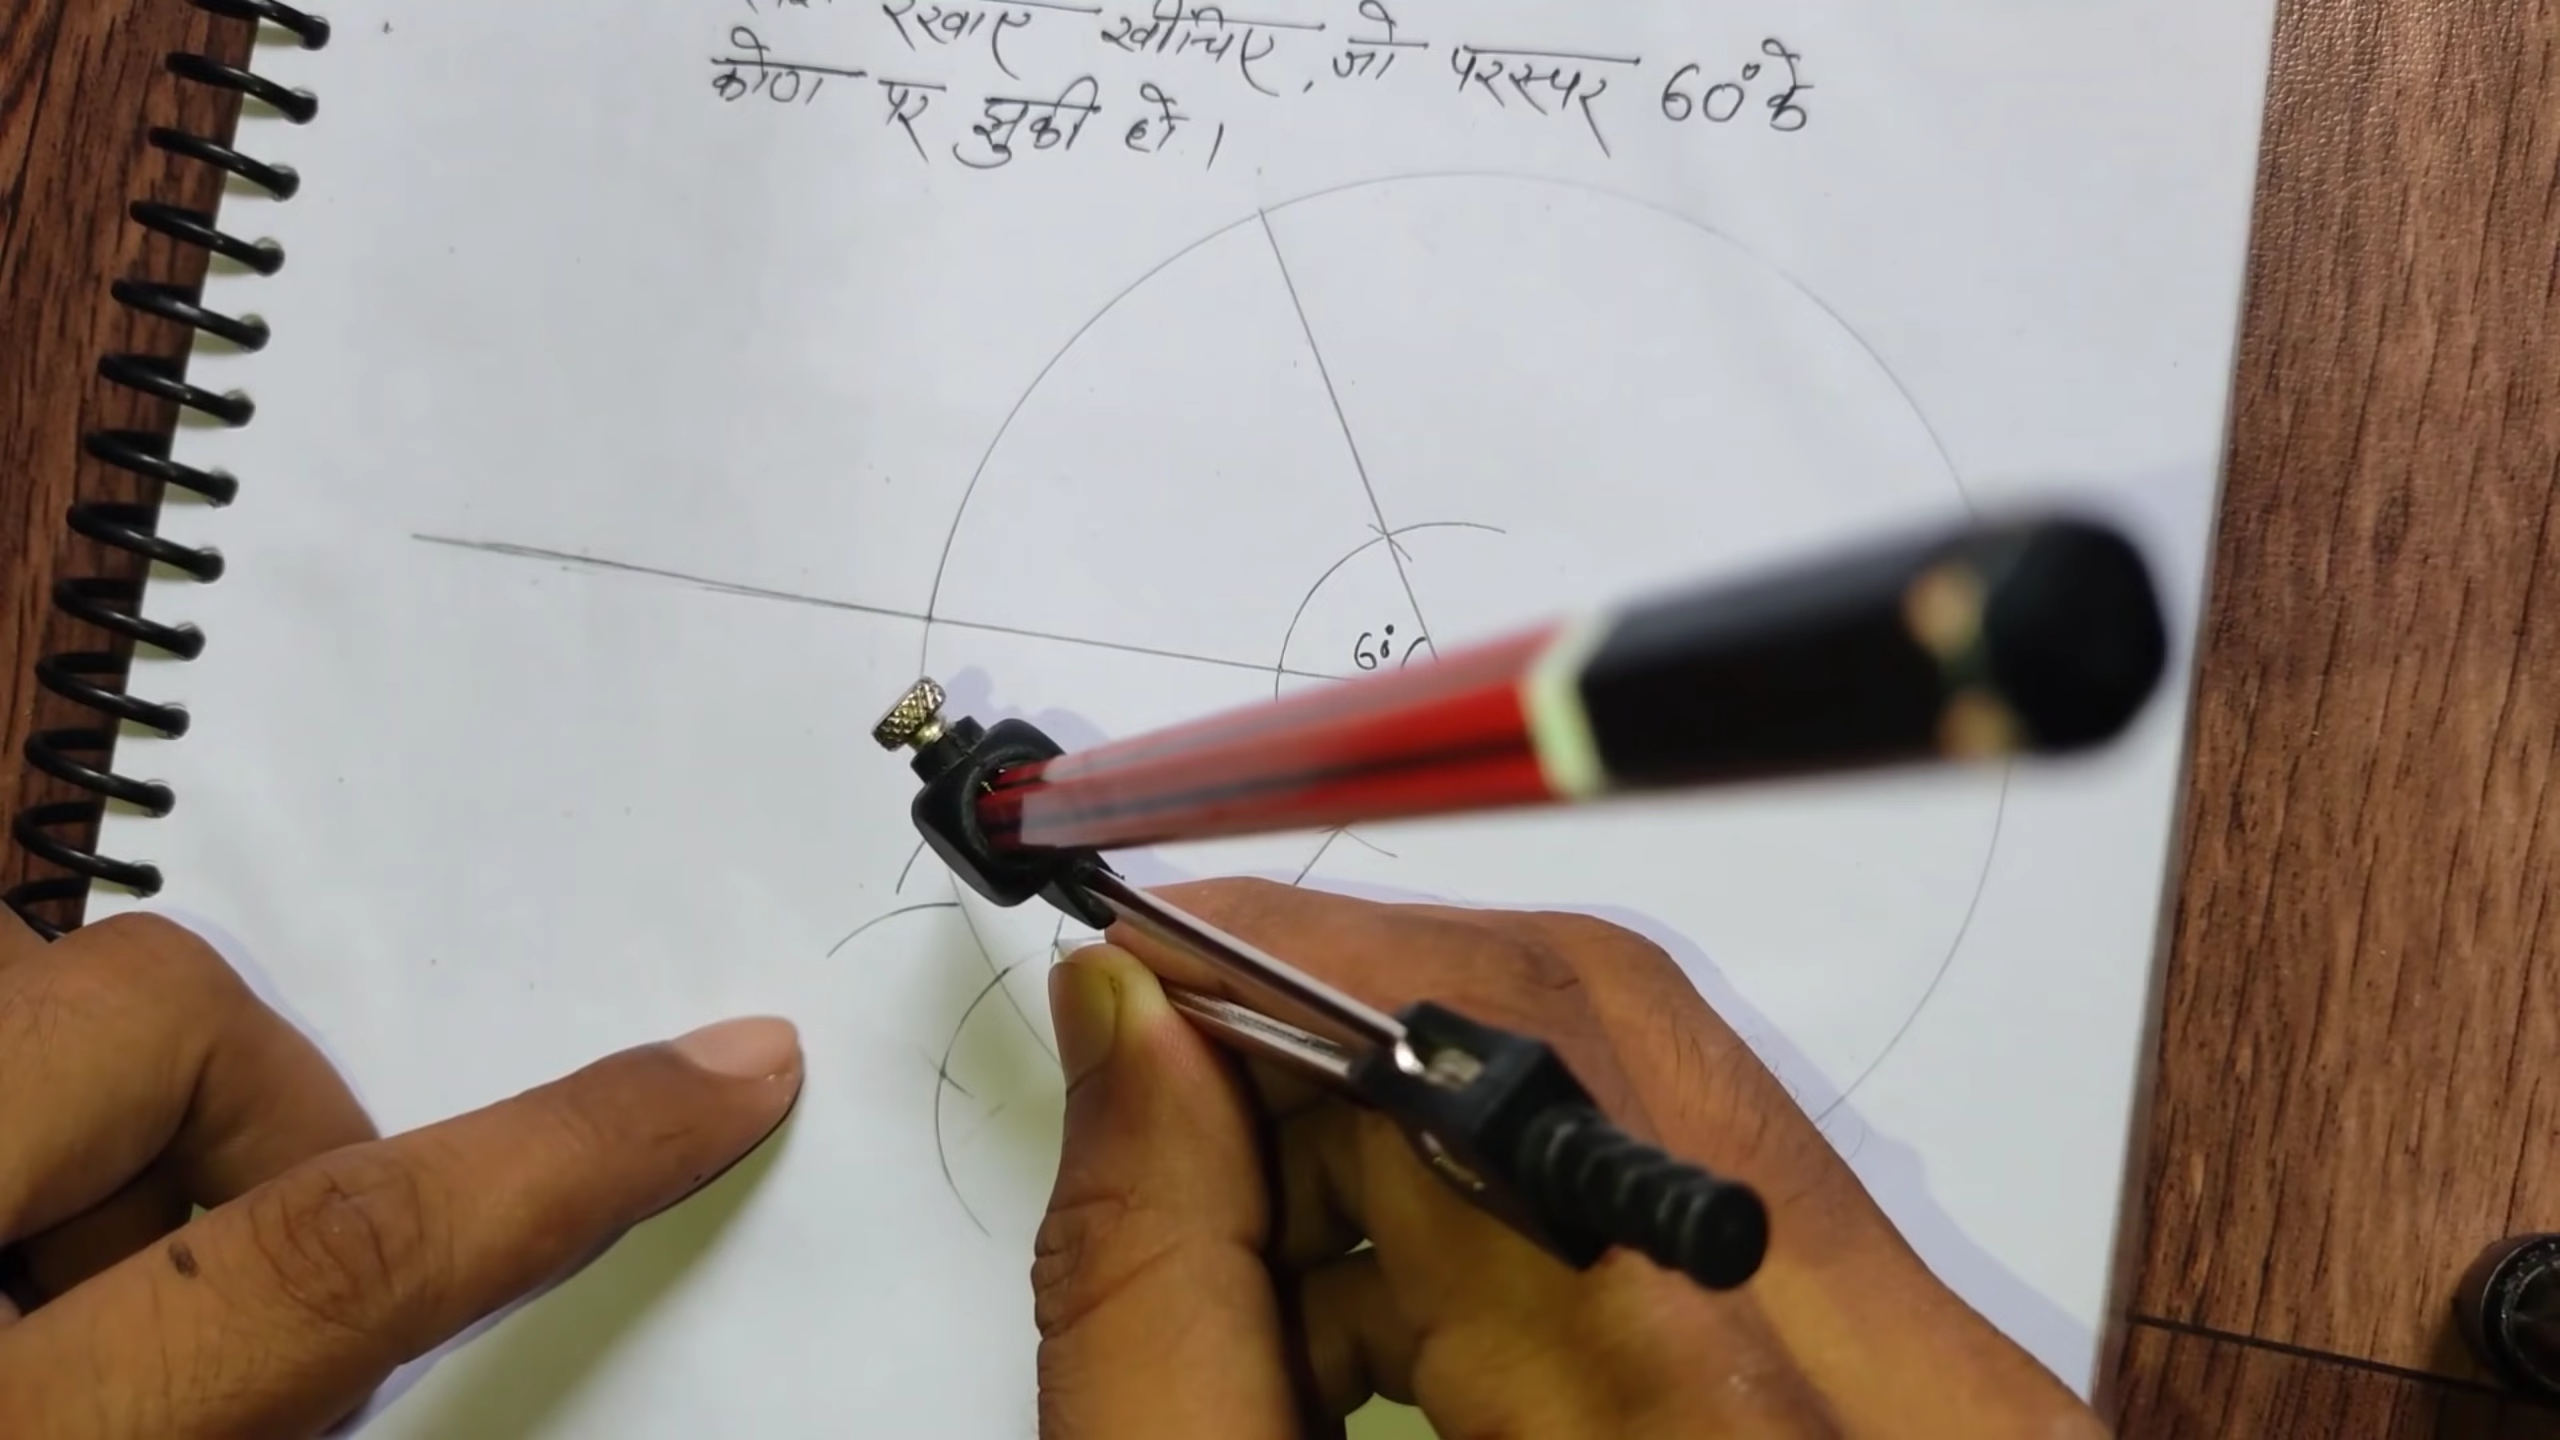 रेखाएं खींचिए, जो परस्पर 60° के
कोण पर झुकी हो।
60°